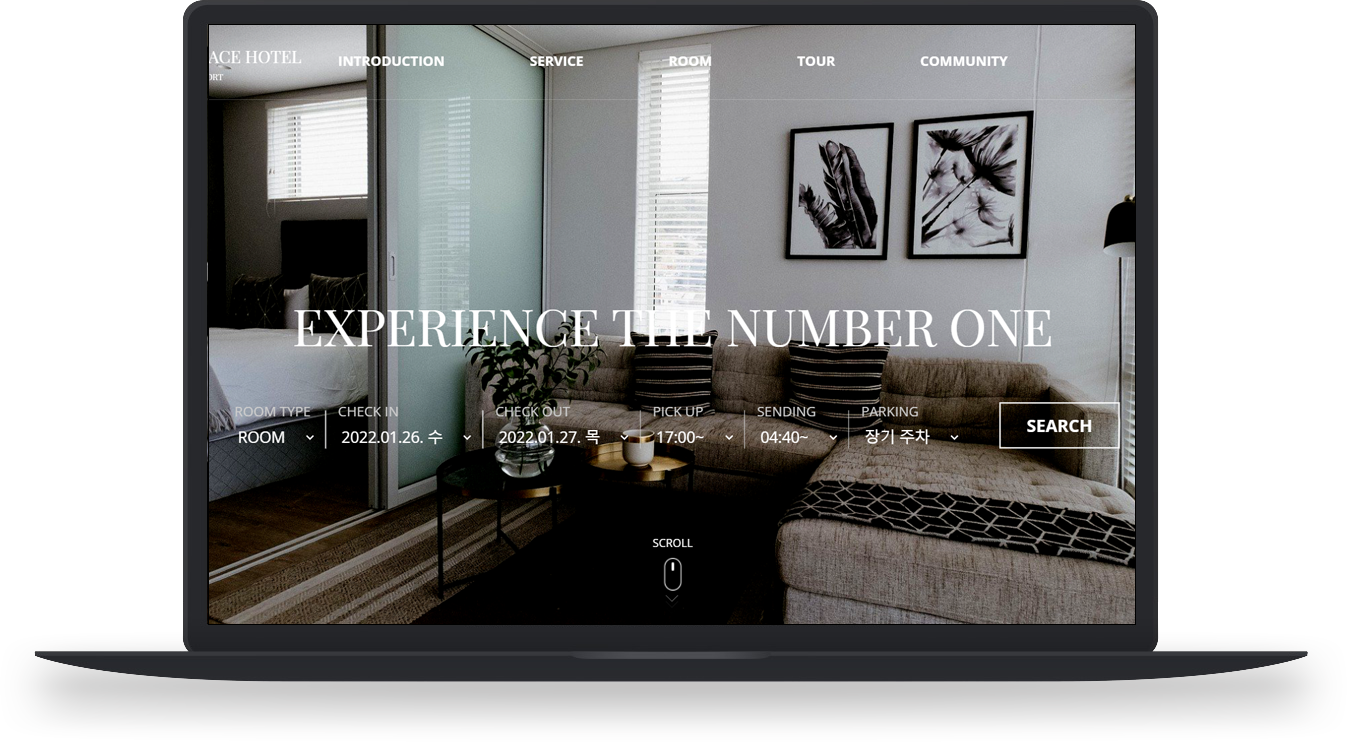 ACE HOTEL
ORT
INTRODUCTION SERVICE ROOM TOUR COMMUNITY
EXPERIENCE THE NUMBER ONE
ROOM TYPE CHECK IN CHECK OUT PICK UP SENDING PARKING
ROOM 2022.01.26. 수 2022.01.27. 목 17:00~ 04:40~ 장기 주차
SEARCH
SCROLL